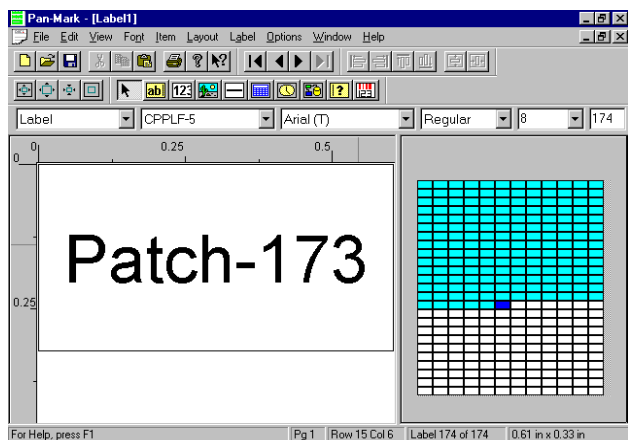 Pan-Mark - [Label1]
File Edit View Font Item Layout Label Options Window Help
ab 123 ?
Label CPPLF-5 Arial (T) Regular 8 174
0 0.25 0.5
0
Patch-173
0.25
For Help, press F1 Pg 1 Row 15 Col 6 Label 174 of 174 0.61 in x 0.33 in